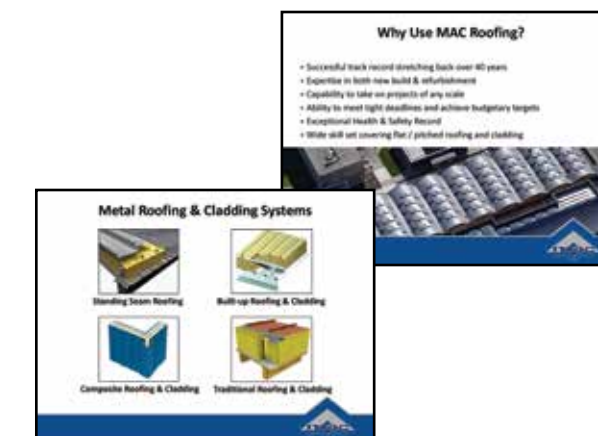 Why Use MAC Roofing?
• Successful track record stretching back over 40 years
• Expertise in both new build & refurbishment
• Capability to take on projects of any scale
• Ability to meet tight deadlines and achieve budgetary targets
• Exceptional Health & Safety Record
• Wide skill set covering flat / pitched roofing and cladding
Metal Roofing & Cladding Systems
Standing Seam Roofing
Built-up Roofing & Cladding
Composite Roofing & Cladding
Traditional Roofing & Cladding